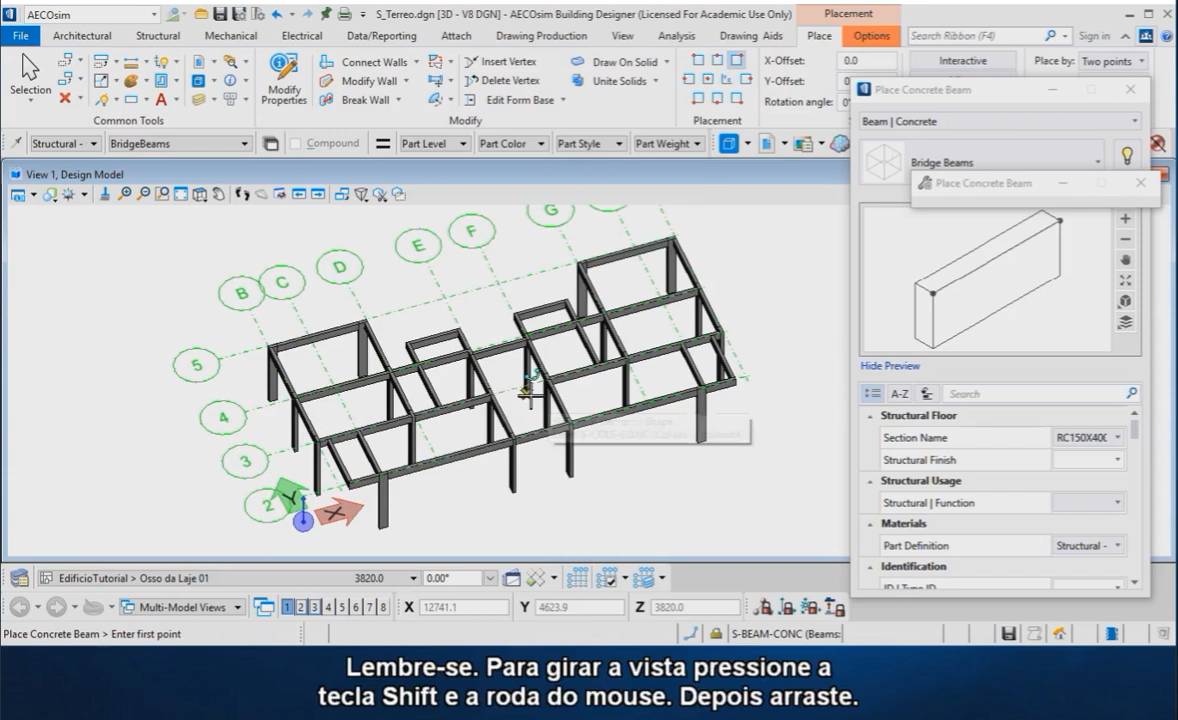 AECOsim
S_Terreo.dgn [3D - V8 DGN] - AECOsim Building Designer (Licensed For Academic Use Only)
Placement
File Architectural Structural Mechanical Electrical Data/Reporting Attach Drawing Production View Analysis Drawing Aids Place Options Search Ribbon (F4) Sign in
Selection
Common Tools
Modify Properties
Connect Walls
Modify Wall
Break Wall
Insert Vertex
Delete Vertex
Edit Form Base
Draw On Solid
Unite Solids
Modify
Placement
X-Offset: 0.0
Y-Offset:
Rotation angle:
Interactive
Place by: Two points
Structural - BridgeBeams Compound Part Level Part Color Part Style Part Weight
View 1, Design Model
Place Concrete Beam
Beam | Concrete
Bridge Beams
Place Concrete Beam
Hide Preview
A-Z Search
Structural Floor
Section Name RC150X40(
Structural Finish
Structural Usage
Structural | Function
Materials
Part Definition Structural -
Identification
B C D E F G
5
4
3
2
Y X
EdificioTutorial > Osso da Laje 01 3820.0 0.00°
Multi-Model Views 1 2 3 4 5 6 7 8 X 12741.1 Y 4623.9 Z 3820.0
Place Concrete Beam > Enter first point S-BEAM-CONC (Beams:
Lembre-se. Para girar a vista pressione a
tecla Shift e a roda do mouse. Depois arraste.